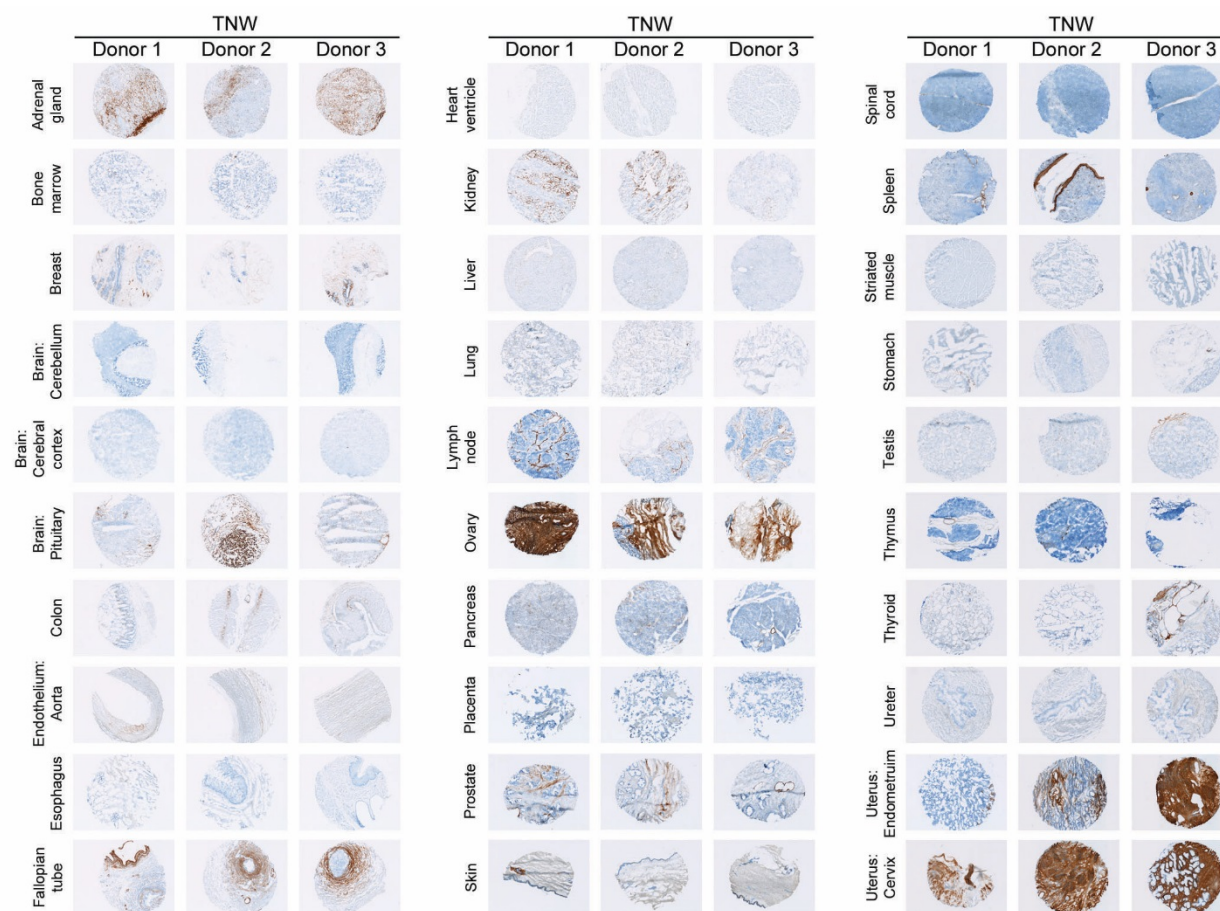 TNW
Donor 1 Donor 2 Donor 3
Adrenal
gland
Bone
marrow
Breast
Brain:
Cerebellum
Brain:
Cerebral
cortex
Brain:
Pituitary
Colon
Endothelium:
Aorta
Esophagus
Fallopian
tube
TNW
Donor 1 Donor 2 Donor 3
Heart
ventricle
Kidney
Liver
Lung
Lymph
node
Ovary
Pancreas
Placenta
Prostate
Skin
TNW
Donor 1 Donor 2 Donor 3
Spinal
cord
Spleen
Striated
muscle
Stomach
Testis
Thymus
Thyroid
Ureter
Uterus:
Endometruim
Uterus:
Cervix